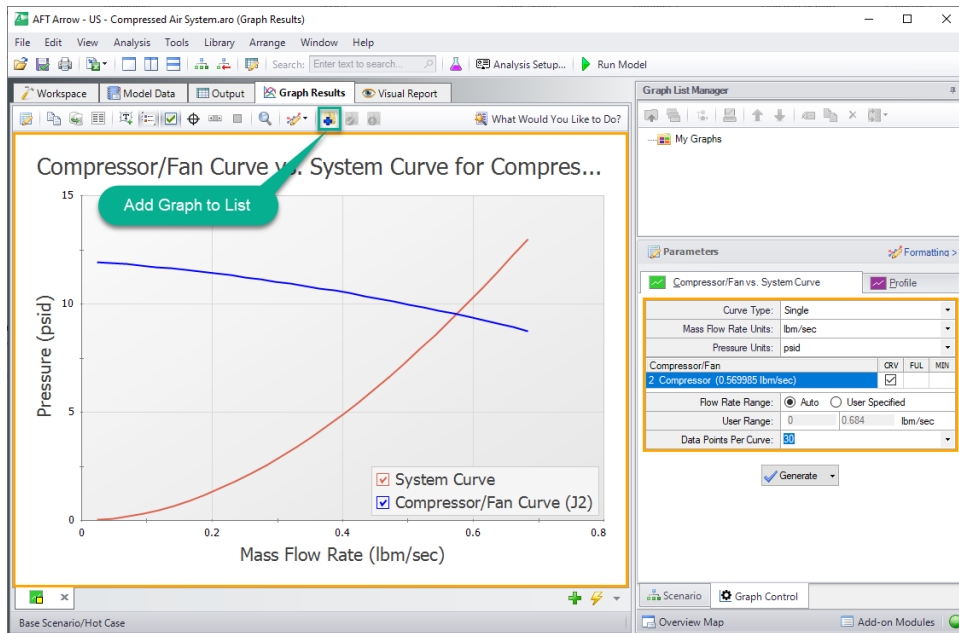 AFT Arrow - US - Compressed Air System.aro (Graph Results)
File Edit View Analysis Tools Library Arrange Window Help
Search: Enter text to search... Analysis Setup... Run Model
Workspace Model Data Output Graph Results Visual Report
What Would You Like to Do?
Compressor/Fan Curve vs. System Curve for Compres...
Add Graph to List
15
10
5
0
Pressure (psid)
System Curve
Compressor/Fan Curve (J2)
0 0.2 0.4 0.6 0.8
Mass Flow Rate (lbm/sec)
Base Scenario/Hot Case
Graph List Manager
My Graphs
Parameters Formatting >
Compressor/Fan vs. System Curve Profile
Curve Type: Single
Mass Flow Rate Units: lbm/sec
Pressure Units: psid
Compressor/Fan CRV FUL MIN
2 Compressor (0.569985 lbm/sec)
Flow Rate Range: Auto User Specified
User Range: 0 0.684 lbm/sec
Data Points Per Curve: 30
Generate
Scenario Graph Control
Overview Map Add-on Modules